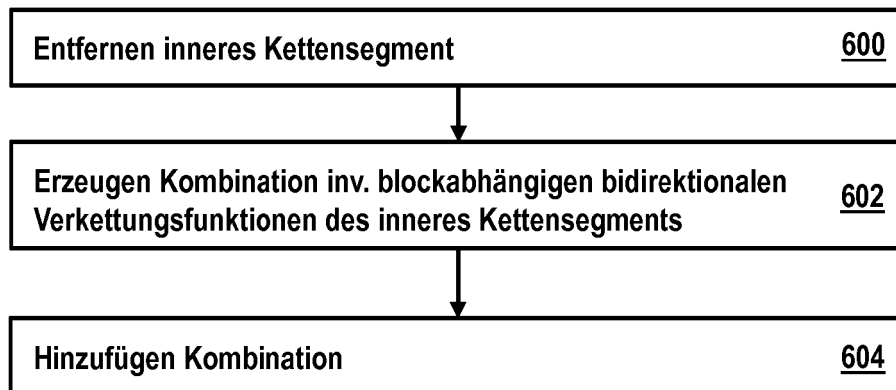 Entfernen inneres Kettensegment 600
Erzeugen Kombination inv. blockabhängigen bidirektionalen
Verkettungsfunktionen des inneres Kettensegments 602
Hinzufügen Kombination 604